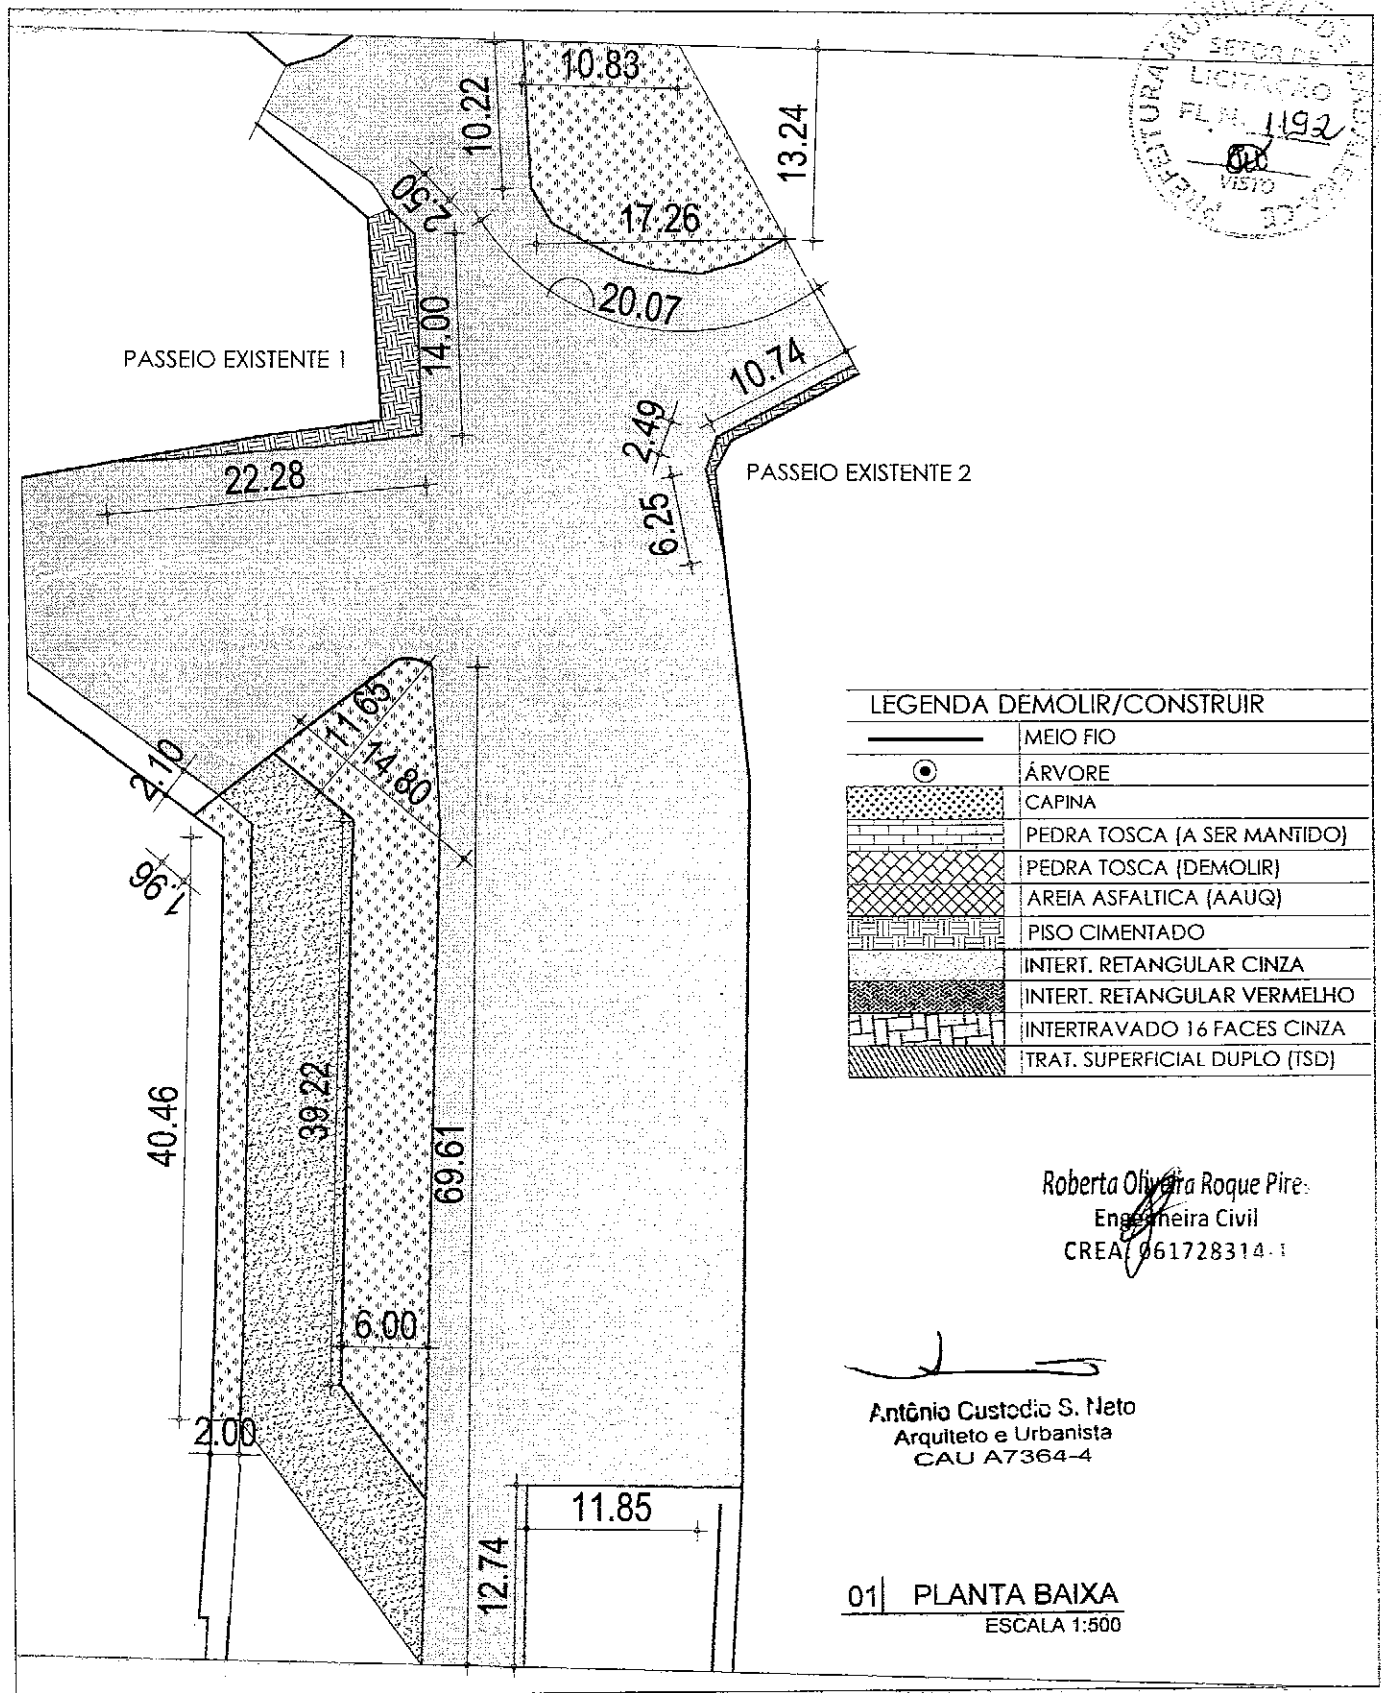 SETOR DE
LICITAÇÃO
FL. N. 1192
VISTO
PREFEITURA MUNICIPAL DE
10.83
10.22
13.24
2.50
17.26
20.07
14.00
PASSEIO EXISTENTE 1
10.74
2.49
22.28
PASSEIO EXISTENTE 2
6.25
11.65
14.80
2.10
1.96
LEGENDA DEMOLIR/CONSTRUIR
MEIO FIO
ÁRVORE
CAPINA
PEDRA TOSCA (A SER MANTIDO)
PEDRA TOSCA (DEMOLIR)
AREIA ASFALTICA (AAUQ)
PISO CIMENTADO
INTERT. RETANGULAR CINZA
INTERT. RETANGULAR VERMELHO
INTERTRAVADO 16 FACES CINZA
TRAT. SUPERFICIAL DUPLO (TSD)
40.46
39.22
69.61
6.00
2.00
Roberta Oliveira Roque Pires
Engenheira Civil
CREA 061728314-1
Antônio Custodio S. Neto
Arquiteto e Urbanista
CAU A7364-4
11.85
12.74
01 PLANTA BAIXA
ESCALA 1:500